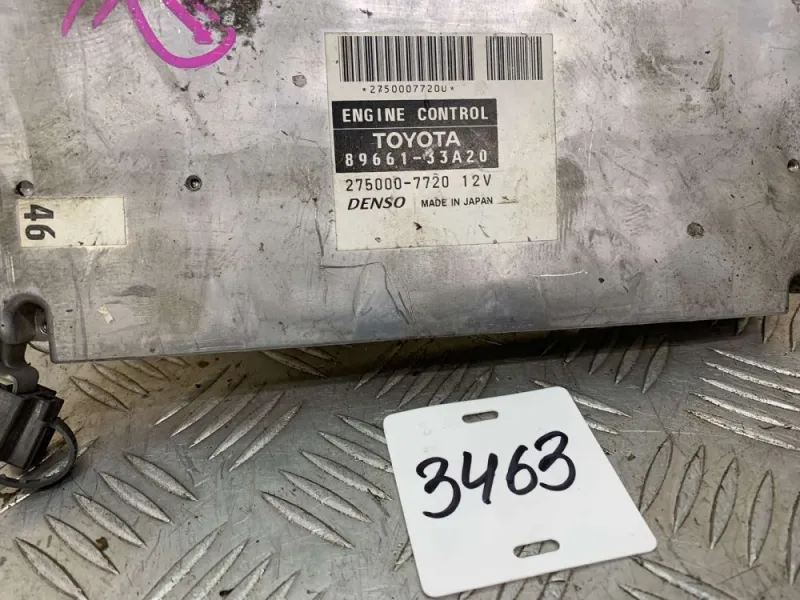 *2750007720U*
ENGINE CONTROL
TOYOTA
89661-33A20
275000-7720 12V
DENSO MADE IN JAPAN
46
3463